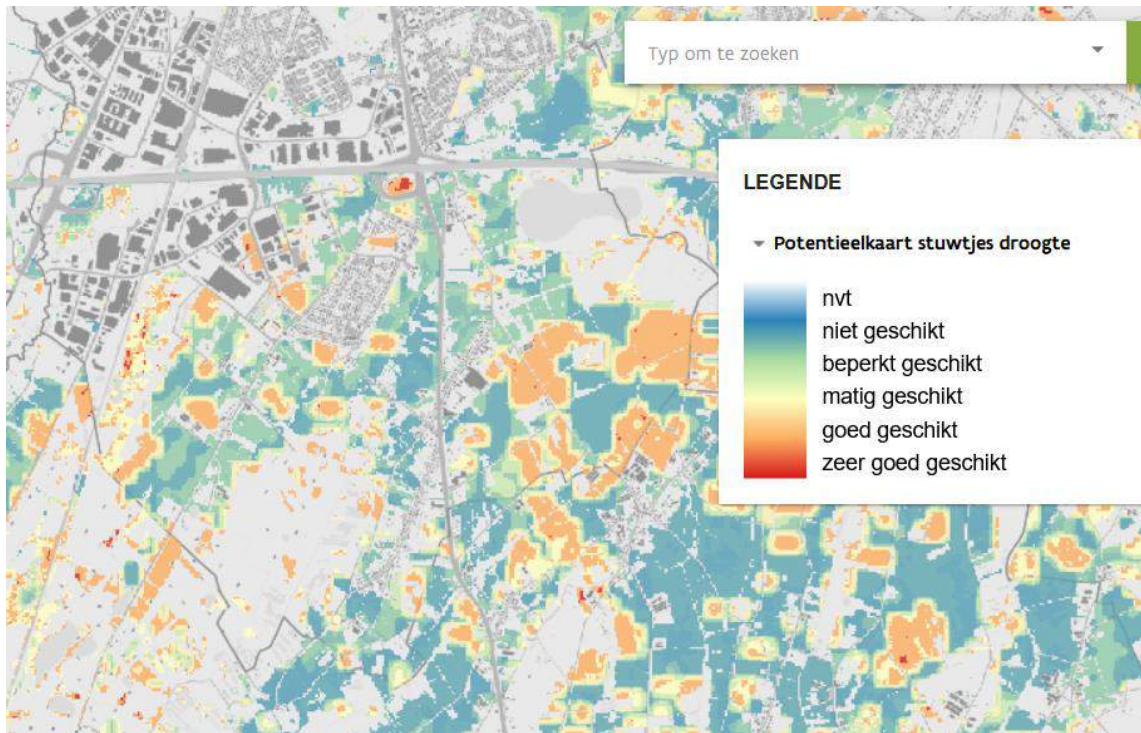 Typ om te zoeken
LEGENDE
Potentieelkaart stuwtjes droogte
nvt
niet geschikt
beperkt geschikt
matig geschikt
goed geschikt
zeer goed geschikt